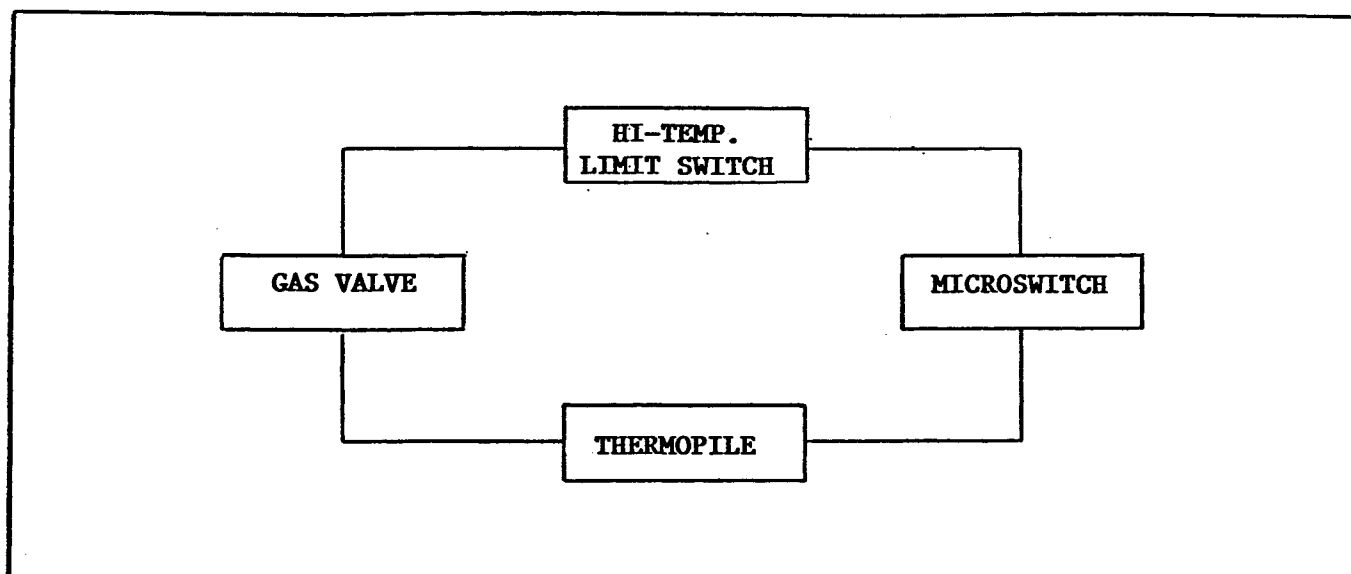 HI-TEMP.
LIMIT SWITCH
GAS VALVE
MICROSWITCH
THERMOPILE